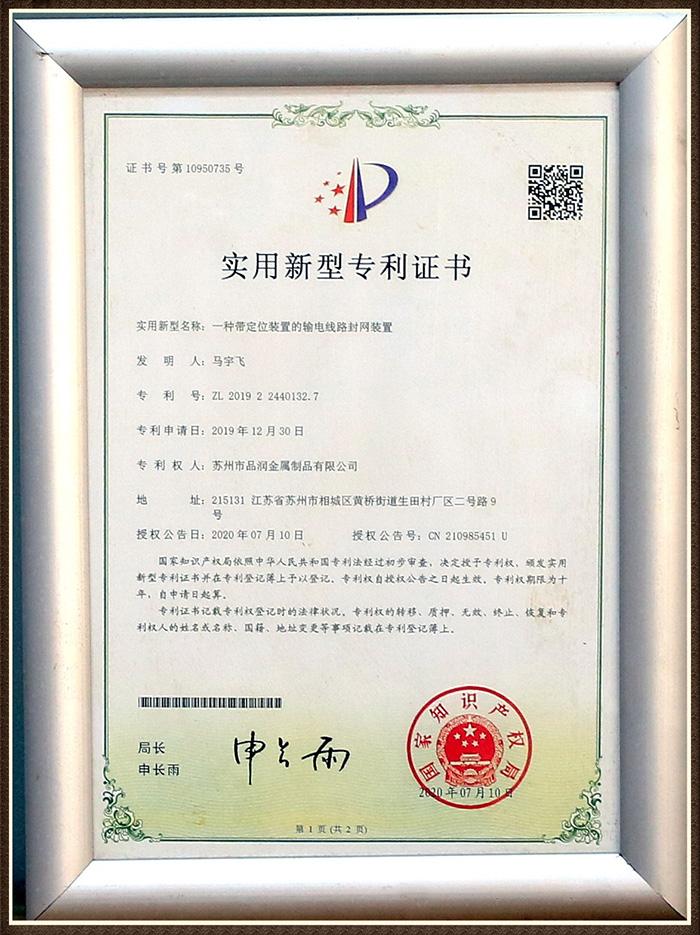 证书号第10950735号
实用新型专利证书
实用新型名称：一种带定位装置的输电线路封网装置
发明人：马宇飞
专利号：ZL 2019 2 2440132.7
专利申请日：2019年12月30日
专利权人：苏州市品润金属制品有限公司
地址：215131 江苏省苏州市相城区黄桥街道生田村厂区二号路9
号
授权公告日：2020年07月10日 授权公告号：CN 210985451 U
国家知识产权局依照中华人民共和国专利法经过初步审查，决定授予专利权，颁发实用
新型专利证书并在专利登记簿上予以登记。专利权自授权公告之日起生效。专利权期限为十
年，自申请日起算。
专利证书记载专利权登记时的法律状况。专利权的转移、质押、无效、终止、恢复和专
利权人的姓名或名称、国籍、地址变更等事项记载在专利登记簿上。
局长
申长雨
申长雨
国家知识产权局
2020年07月10日
第 1 页 (共 2 页)